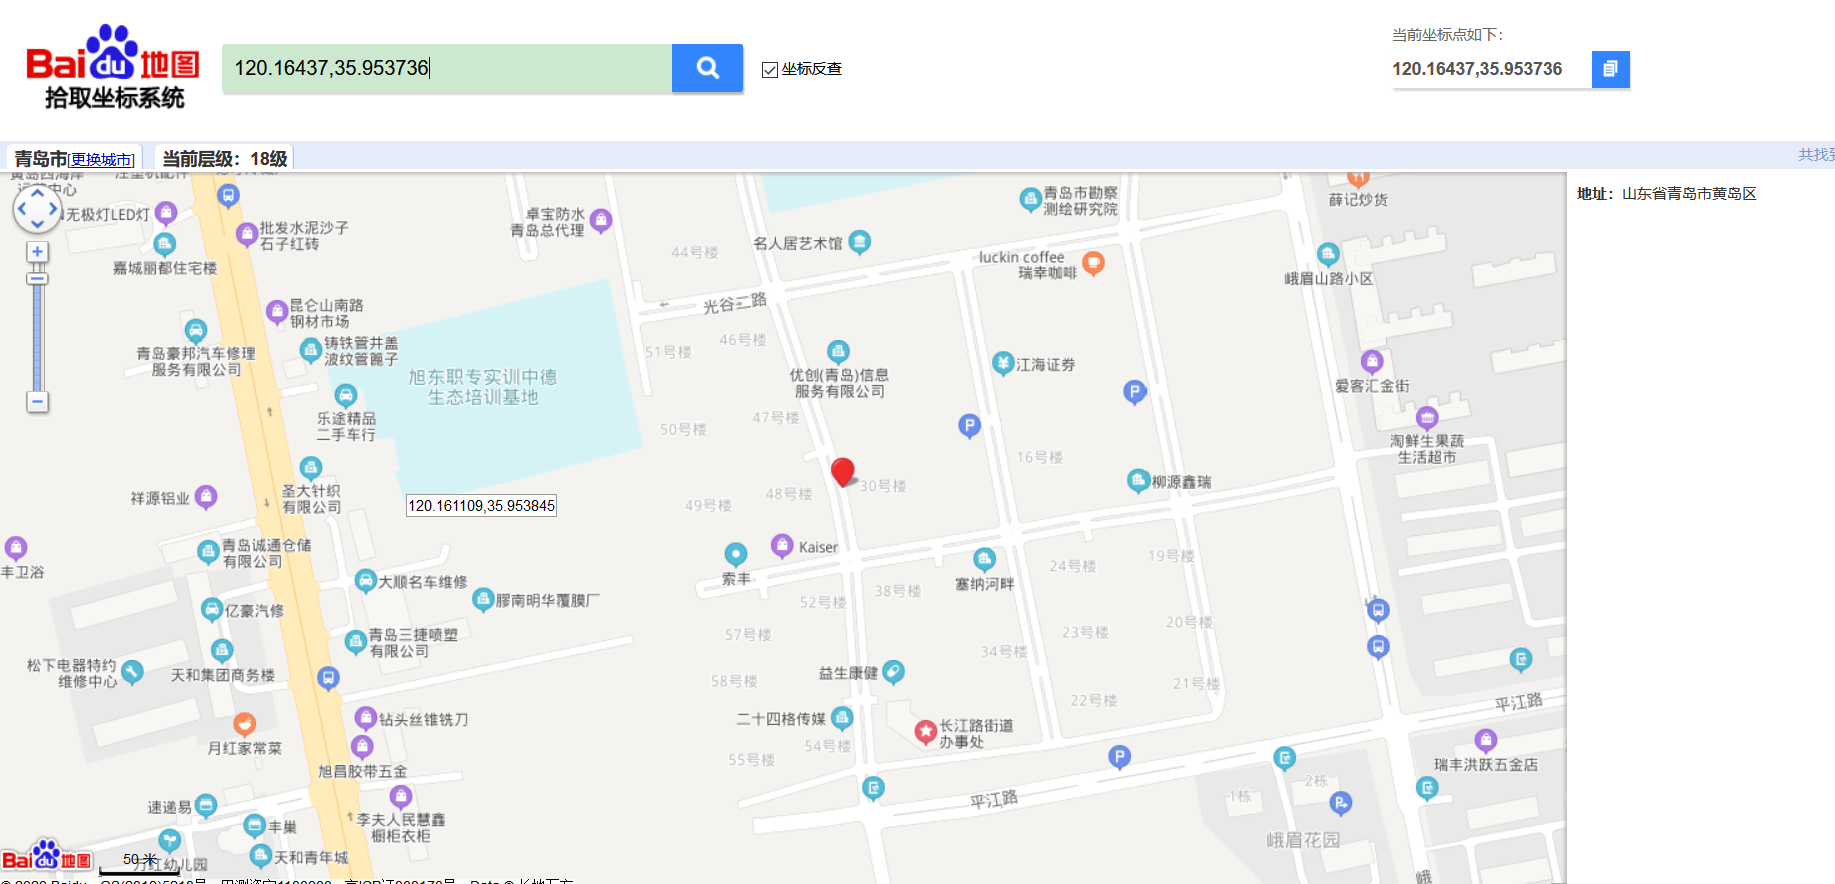 Bai du 地图
拾取坐标系统
120.16437,35.953736
坐标反查
当前坐标点如下:
120.16437,35.953736
青岛市[更换城市]
当前层级：18级
共找到
地址：山东省青岛市黄岛区
黄岛西海岸
无极灯LED灯
批发水泥沙子
石子红砖
嘉城丽都住宅楼
卓宝防水
青岛总代理
44号楼
名人居艺术馆
青岛市勘察
测绘研究院
luckin coffee
瑞幸咖啡
薛记炒货
峨眉山路小区
昆仑山南路
钢材市场
光谷二路
青岛豪邦汽车修理
服务有限公司
铸铁管井盖
波纹管篦子
旭东职专实训中德
生态培训基地
51号楼
46号楼
优创(青岛)信息
服务有限公司
江海证券
爱客汇金街
乐途精品
二手车行
50号楼
47号楼
16号楼
淘鲜生果蔬
生活超市
祥源铝业
圣大针织
有限公司
120.161109,35.953845
49号楼
48号楼
30号楼
柳源鑫瑞
丰卫浴
青岛诚通仓储
有限公司
Kaiser
索丰
大顺名车维修
膠南明华覆膜厂
52号楼
38号楼
塞纳河畔
24号楼
19号楼
亿豪汽修
青岛三捷喷塑
有限公司
57号楼
34号楼
23号楼
20号楼
松下电器特约
维修中心
天和集团商务楼
58号楼
益生康健
22号楼
21号楼
平江路
月红家常菜
钻头丝锥铣刀
二十四格传媒
54号楼
长江路街道
办事处
旭昌胶带五金
55号楼
瑞丰洪跃五金店
速递易
丰巢
李夫人民慧鑫
橱柜衣柜
平江路
1栋
2栋
峨眉花园
天和青年城
50 米
月红幼儿园
Bai du 地图
峨